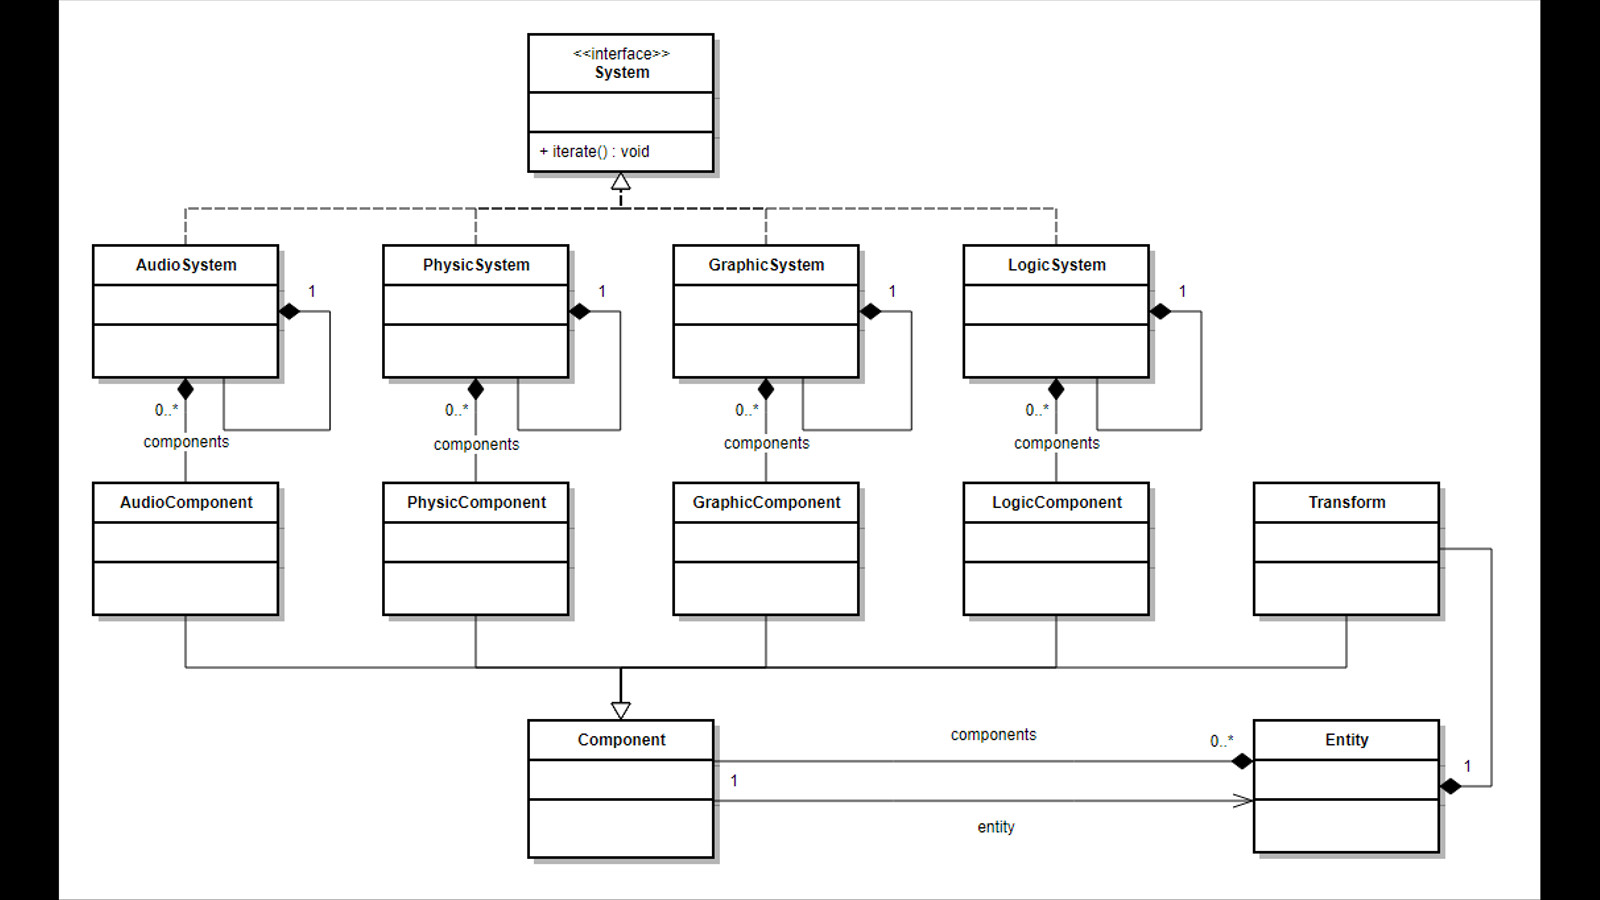 <<interface>>
System
+ iterate() : void
AudioSystem
PhysicSystem
GraphicSystem
LogicSystem
1
1
1
1
0..*
0..*
0..*
0..*
components
components
components
components
AudioComponent
PhysicComponent
GraphicComponent
LogicComponent
Transform
Component
components
0..*
Entity
1
1
entity